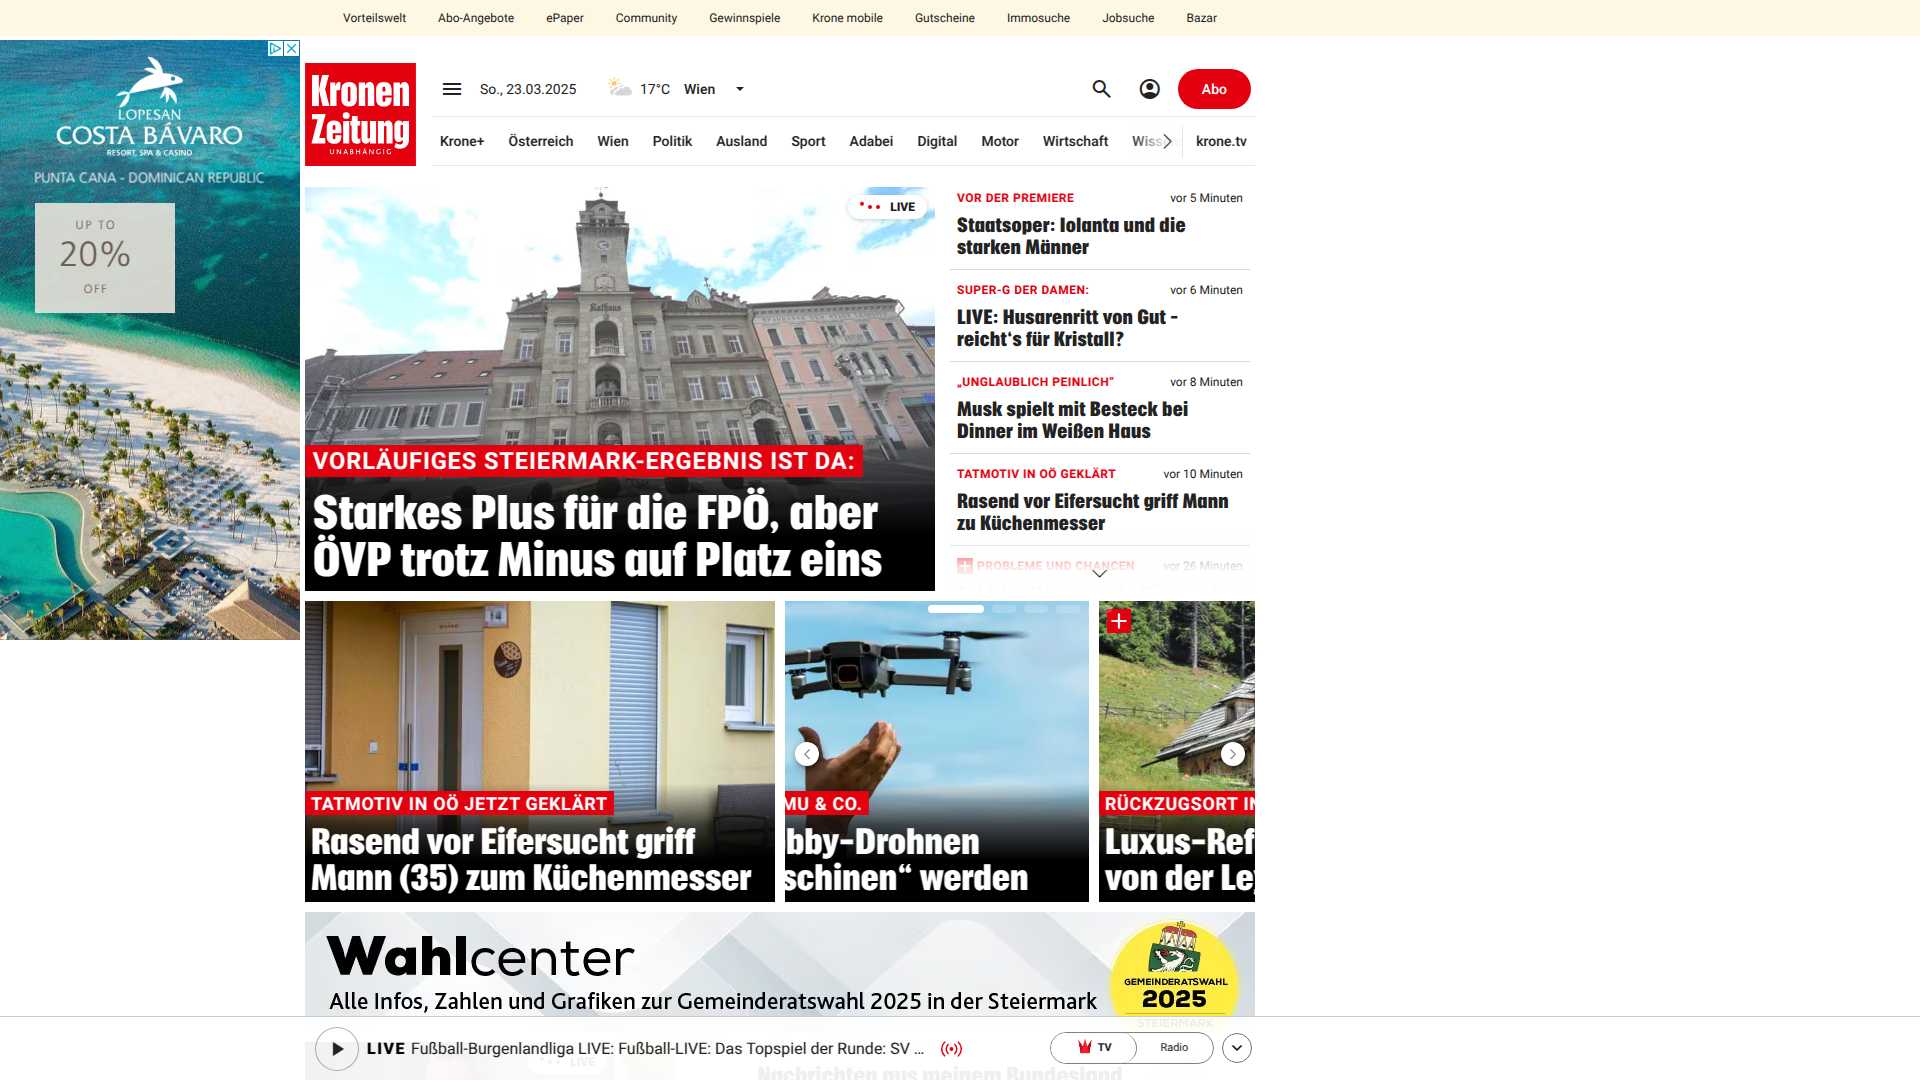 Vorteilswelt Abo-Angebote ePaper Community Gewinnspiele Krone mobile Gutscheine Immosuche Jobsuche Bazar
LOPESAN
COSTA BÁVARO
RESORT, SPA & CASINO
PUNTA CANA - DOMINICAN REPUBLIC
UP TO
20%
OFF
Kronen
Zeitung
UNABHÄNGIG
So., 23.03.2025 17°C Wien
Abo
Krone+ Österreich Wien Politik Ausland Sport Adabei Digital Motor Wirtschaft Wiss krone.tv
LIVE
Rathaus
VORLÄUFIGES STEIERMARK-ERGEBNIS IST DA:
Starkes Plus für die FPÖ, aber
ÖVP trotz Minus auf Platz eins
VOR DER PREMIERE vor 5 Minuten
Staatsoper: Iolanta und die
starken Männer
SUPER-G DER DAMEN: vor 6 Minuten
LIVE: Husarenritt von Gut -
reicht‘s für Kristall?
„UNGLAUBLICH PEINLICH“ vor 8 Minuten
Musk spielt mit Besteck bei
Dinner im Weißen Haus
TATMOTIV IN OÖ GEKLÄRT vor 10 Minuten
Rasend vor Eifersucht griff Mann
zu Küchenmesser
PROBLEME UND CHANCEN vor 26 Minuten
14
TATMOTIV IN OÖ JETZT GEKLÄRT
Rasend vor Eifersucht griff
Mann (35) zum Küchenmesser
MU & CO.
bby-Drohnen
schinen“ werden
RÜCKZUGSORT IN
Luxus-Ref
von der Ley
Wahlcenter
Alle Infos, Zahlen und Grafiken zur Gemeinderatswahl 2025 in der Steiermark
GEMEINDERATSWAHL
2025
STEIERMARK
LIVE Fußball-Burgenlandliga LIVE: Fußball-LIVE: Das Topspiel der Runde: SV ...
TV Radio
LIVE
Nachrichten aus meinem Bundesland